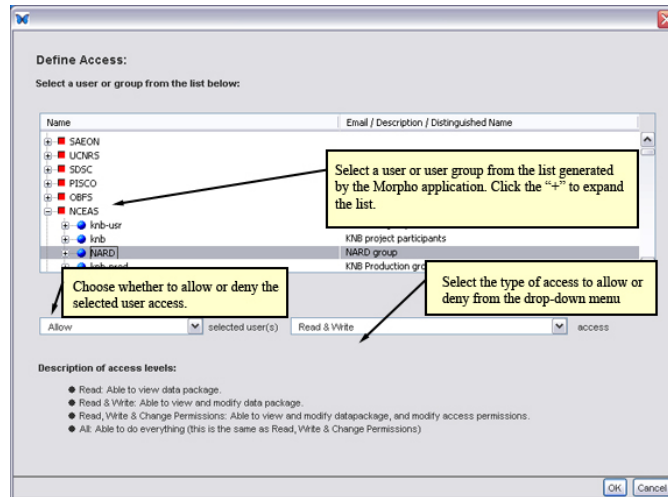 Define Access:
Select a user or group from the list below:
Name Email / Description / Distinguished Name
SAEON
UCNRS
SDSC
PISCO
OBFS
NCEAS
knb-usr
knb KNB project participants
NARD NARD group
knb-prod KNB Production gro
Select a user or user group from the list generated
by the Morpho application. Click the “+” to expand
the list.
Choose whether to allow or deny the
selected user access.
Select the type of access to allow or
deny from the drop-down menu
Allow selected user(s) Read & Write access
Description of access levels:
● Read: Able to view data package.
● Read & Write: Able to view and modify data package.
● Read, Write & Change Permissions: Able to view and modify datapackage, and modify access permissions.
● All: Able to do everything (this is the same as Read, Write & Change Permissions)
OK Cancel